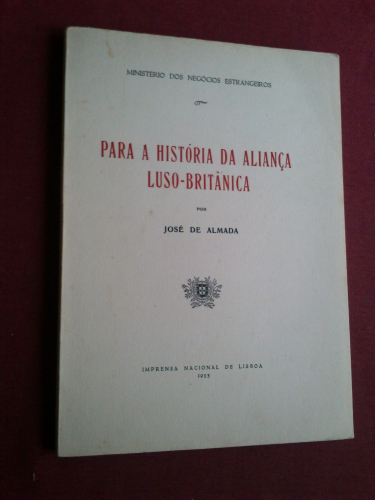 MINISTERIO DOS NEGÓCIOS ESTRANGEIROS
PARA A HISTÓRIA DA ALIANÇA
LUSO-BRITÂNICA
POR
JOSÉ DE ALMADA
IMPRENSA NACIONAL DE LISBOA
1955